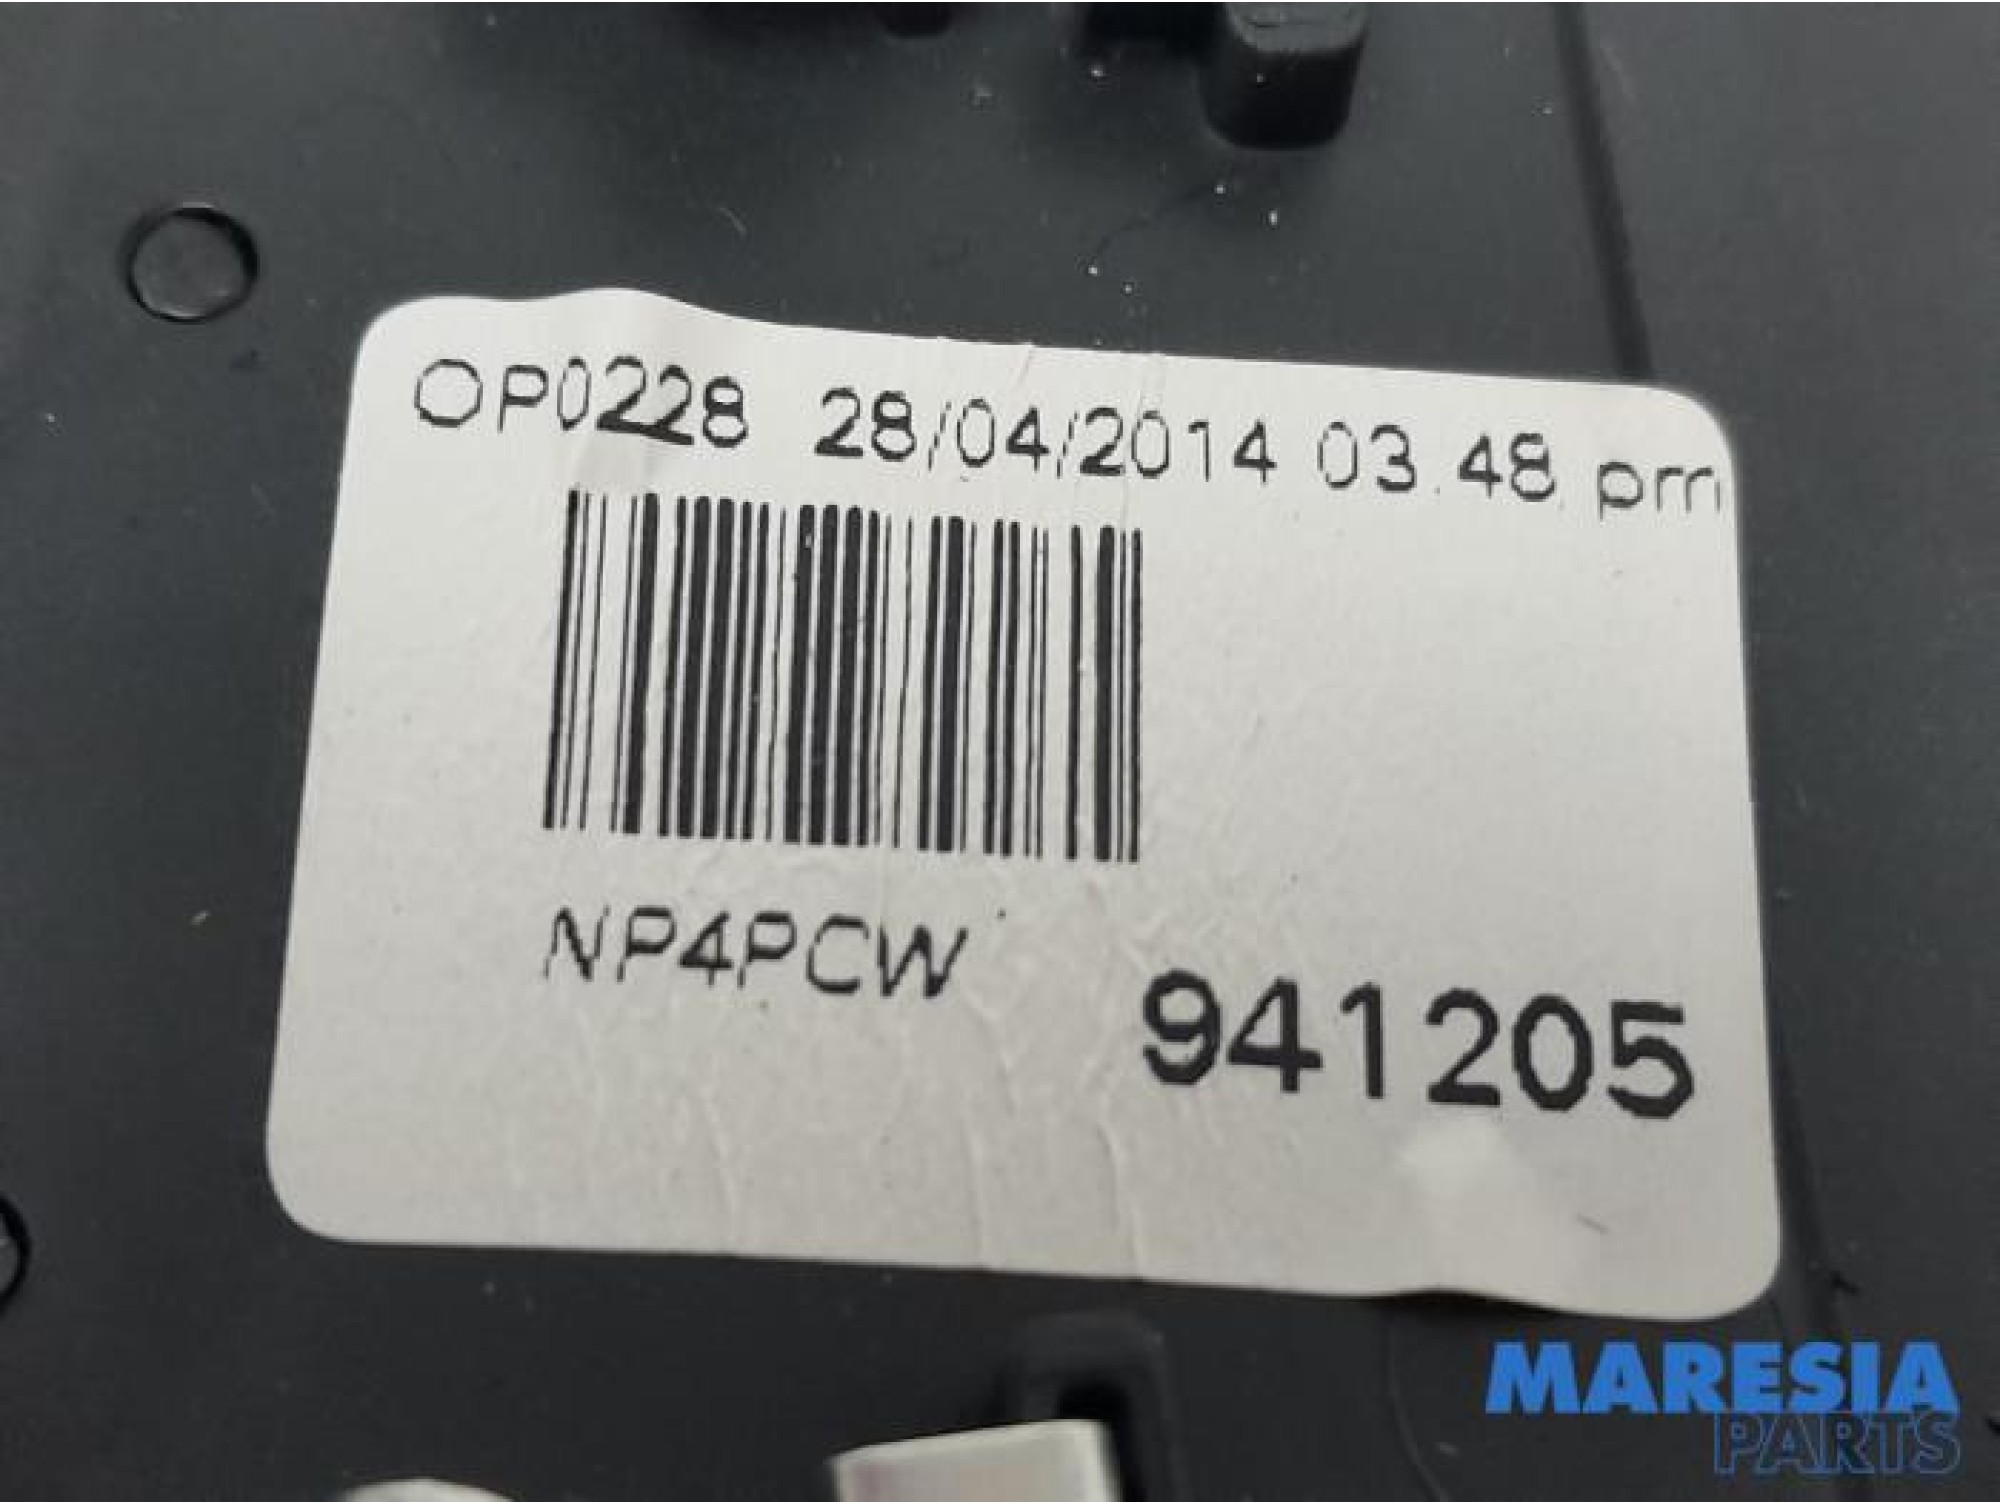 OP0228 28/04/2014 03.48. pm
NP4PCW
941205
MARESIA
PARTS